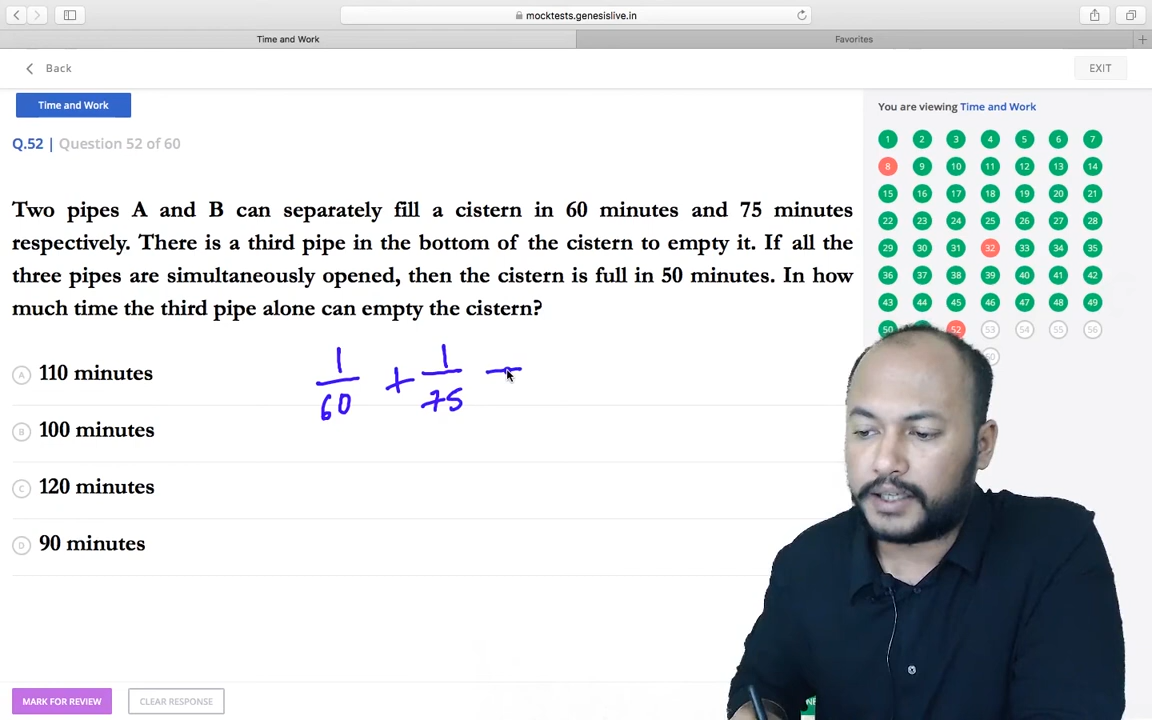 mocktests.genesislive.in
Time and Work
Favorites
Back
EXIT
Time and Work
You are viewing Time and Work
Q.52 | Question 52 of 60
1 2 3 4 5 6 7
8 9 10 11 12 13 14
15 16 17 18 19 20 21
22 23 24 25 26 27 28
29 30 31 32 33 34 35
36 37 38 39 40 41 42
43 44 45 46 47 48 49
50 52 53 54 55 56
Two pipes A and B can separately fill a cistern in 60 minutes and 75 minutes
respectively. There is a third pipe in the bottom of the cistern to empty it. If all the
three pipes are simultaneously opened, then the cistern is full in 50 minutes. In how
much time the third pipe alone can empty the cistern?
1/60 + 1/75 −
A 110 minutes
B 100 minutes
C 120 minutes
D 90 minutes
MARK FOR REVIEW
CLEAR RESPONSE